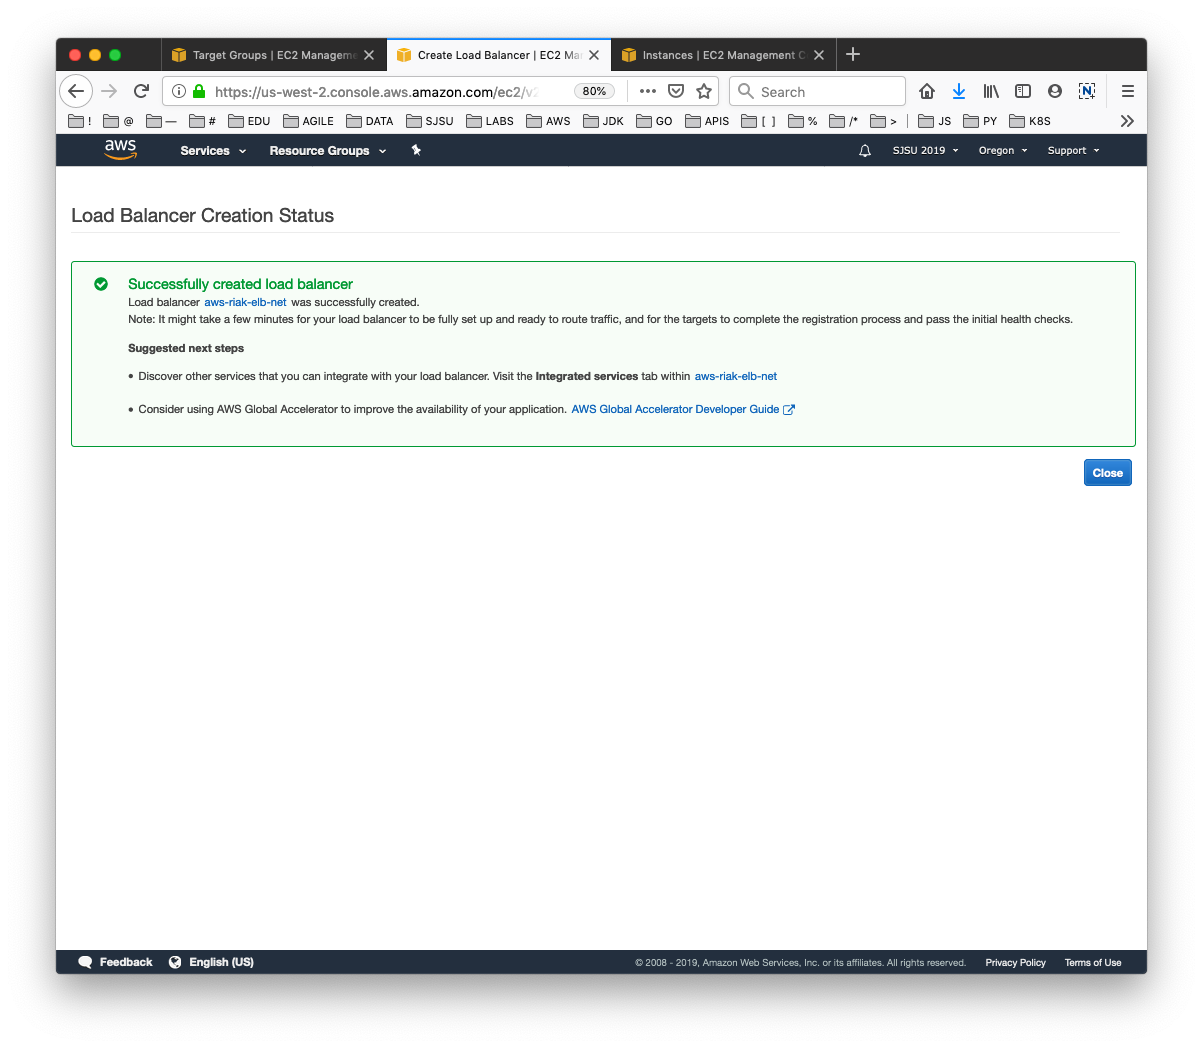 Target Groups | EC2 Manageme
Create Load Balancer | EC2 Ma
Instances | EC2 Management C
https://us-west-2.console.aws.amazon.com/ec2/v2 80% Search
! @ — # EDU AGILE DATA SJSU LABS AWS JDK GO APIS [ ] % /* > JS PY K8S
aws Services Resource Groups SJSU 2019 Oregon Support
Load Balancer Creation Status
Successfully created load balancer
Load balancer aws-riak-elb-net was successfully created.
Note: It might take a few minutes for your load balancer to be fully set up and ready to route traffic, and for the targets to complete the registration process and pass the initial health checks.
Suggested next steps
• Discover other services that you can integrate with your load balancer. Visit the Integrated services tab within aws-riak-elb-net
• Consider using AWS Global Accelerator to improve the availability of your application. AWS Global Accelerator Developer Guide
Close
Feedback English (US) © 2008 - 2019, Amazon Web Services, Inc. or its affiliates. All rights reserved. Privacy Policy Terms of Use